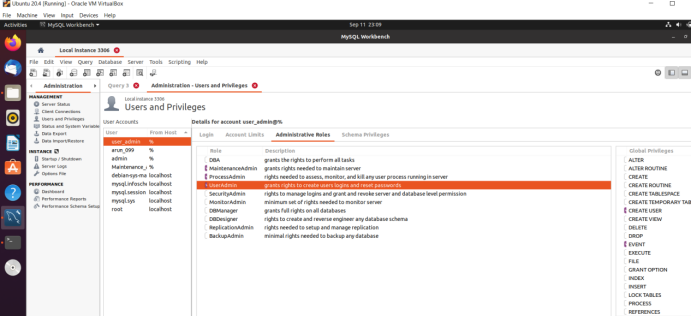 Ubuntu 20.4 [Running] - Oracle VM VirtualBox
File Machine View Input Devices Help
Activities MySQL Workbench Sep 11 23:09
MySQL Workbench
Local Instance 3306
File Edit View Query Database Server Tools Scripting Help
Administration Query 3 Administration - Users and Privileges
MANAGEMENT
Server Status
Client Connections
Users and Privileges
Status and System Variables
Data Export
Data Import/Restore
INSTANCE
Startup / Shutdown
Server Logs
Options File
PERFORMANCE
Dashboard
Performance Reports
Performance Schema Setup
Local Instance 3306
Users and Privileges
User Accounts
User From Host
user_admin %
arun_099 %
admin %
Maintenance_ %
debian-sys-ma localhost
mysql.infosch localhost
mysql.session localhost
mysql.sys localhost
root localhost
Details for account user_admin@%
Login Account Limits Administrative Roles Schema Privileges
Role Description
DBA grants the rights to perform all tasks
MaintenanceAdmin grants rights needed to maintain server
ProcessAdmin rights needed to assess, monitor, and kill any user process running in server
UserAdmin grants rights to create users logins and reset passwords
SecurityAdmin rights to manage logins and grant and revoke server and database level permission
MonitorAdmin minimum set of rights needed to monitor server
DBManager grants full rights on all databases
DBDesigner rights to create and reverse engineer any database schema
ReplicationAdmin rights needed to setup and manage replication
BackupAdmin minimal rights needed to backup any database
Global Privileges
ALTER
ALTER ROUTINE
CREATE
CREATE ROUTINE
CREATE TABLESPACE
CREATE TEMPORARY TAB
CREATE USER
CREATE VIEW
DELETE
DROP
EVENT
EXECUTE
FILE
GRANT OPTION
INDEX
INSERT
LOCK TABLES
PROCESS
REFERENCES